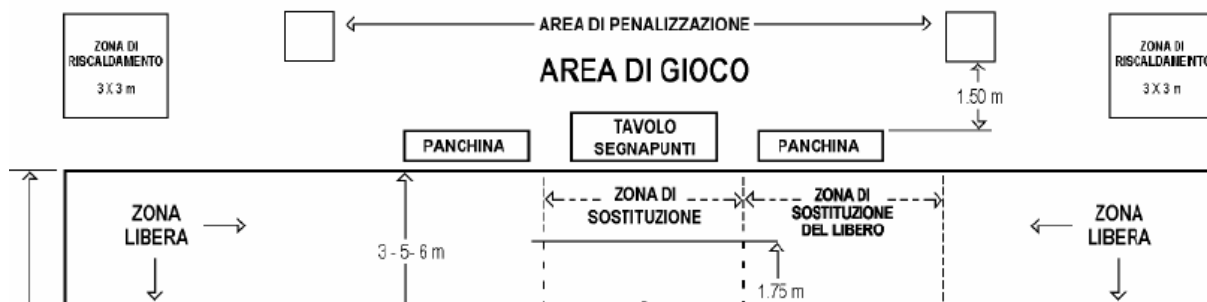 AREA DI PENALIZZAZIONE
ZONA DI
RISCALDAMENTO
3 X 3 m
ZONA DI
RISCALDAMENTO
3 X 3 m
AREA DI GIOCO
1.50 m
PANCHINA
TAVOLO
SEGNAPUNTI
PANCHINA
ZONA
LIBERA
ZONA DI
SOSTITUZIONE
ZONA DI
SOSTITUZIONE
DEL LIBERO
ZONA
LIBERA
3 - 5- 6 m
1.75 m